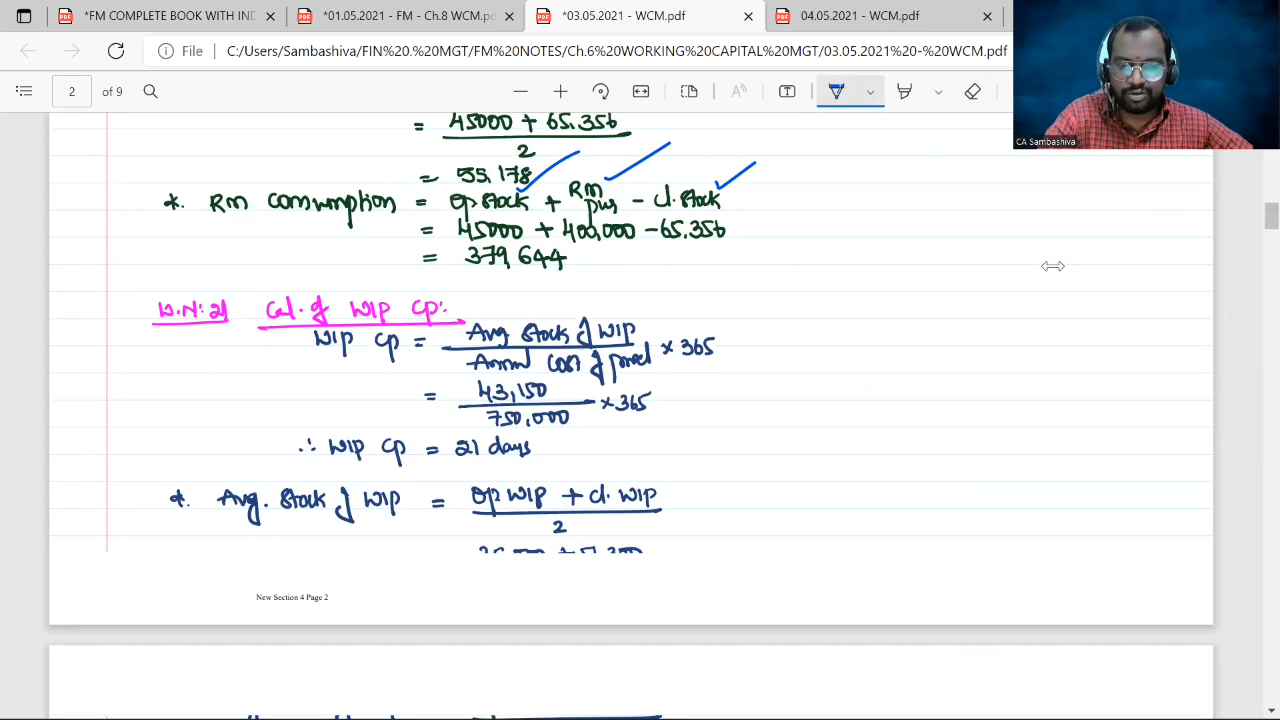 *FM COMPLETE BOOK WITH IND
*01.05.2021 - FM - Ch.8 WCM.pdf
*03.05.2021 - WCM.pdf
04.05.2021 - WCM.pdf
File C:/Users/Sambashiva/FIN%20.%20MGT/FM%20NOTES/Ch.6%20WORKING%20CAPITAL%20MGT/03.05.2021%20-%20WCM.pdf
2 of 9
CA Sambashiva
= 45000 + 65,356
2
= 55,178
*. Rm Consumption = op stock + Rm pur - cl. stock
= 45000 + 400,000 - 65,356
= 379,644
W.N: 2) Cal. of WIP CP:
WIP CP = Avg Stock of WIP
Annual Cost of prod × 365
= 43,150
750,000 × 365
∴ WIP CP = 21 days
*. Avg. Stock of WIP = Op WIP + cl. WIP
2
New Section 4 Page 2